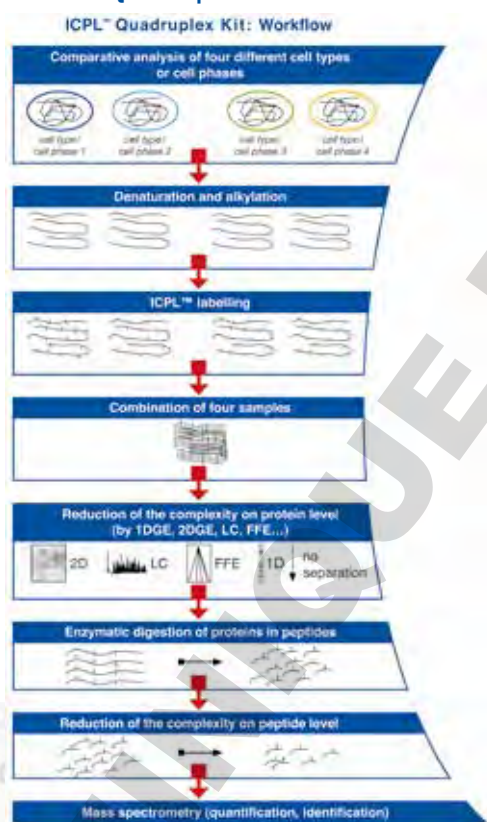 ICPL™ Quadruplex Kit: Workflow
Comparative analysis of four different cell types
or cell phases
cell type/
cell phase 1
cell type/
cell phase 2
cell type/
cell phase 3
cell type/
cell phase 4
Denaturation and alkylation
ICPL™ labelling
Combination of four samples
Reduction of the complexity on protein level
(by 1DGE, 2DGE, LC, FFE...)
2D
LC
FFE
1D
no
separation
Enzymatic digestion of proteins in peptides
Reduction of the complexity on peptide level
Mass spectrometry (quantification, identification)